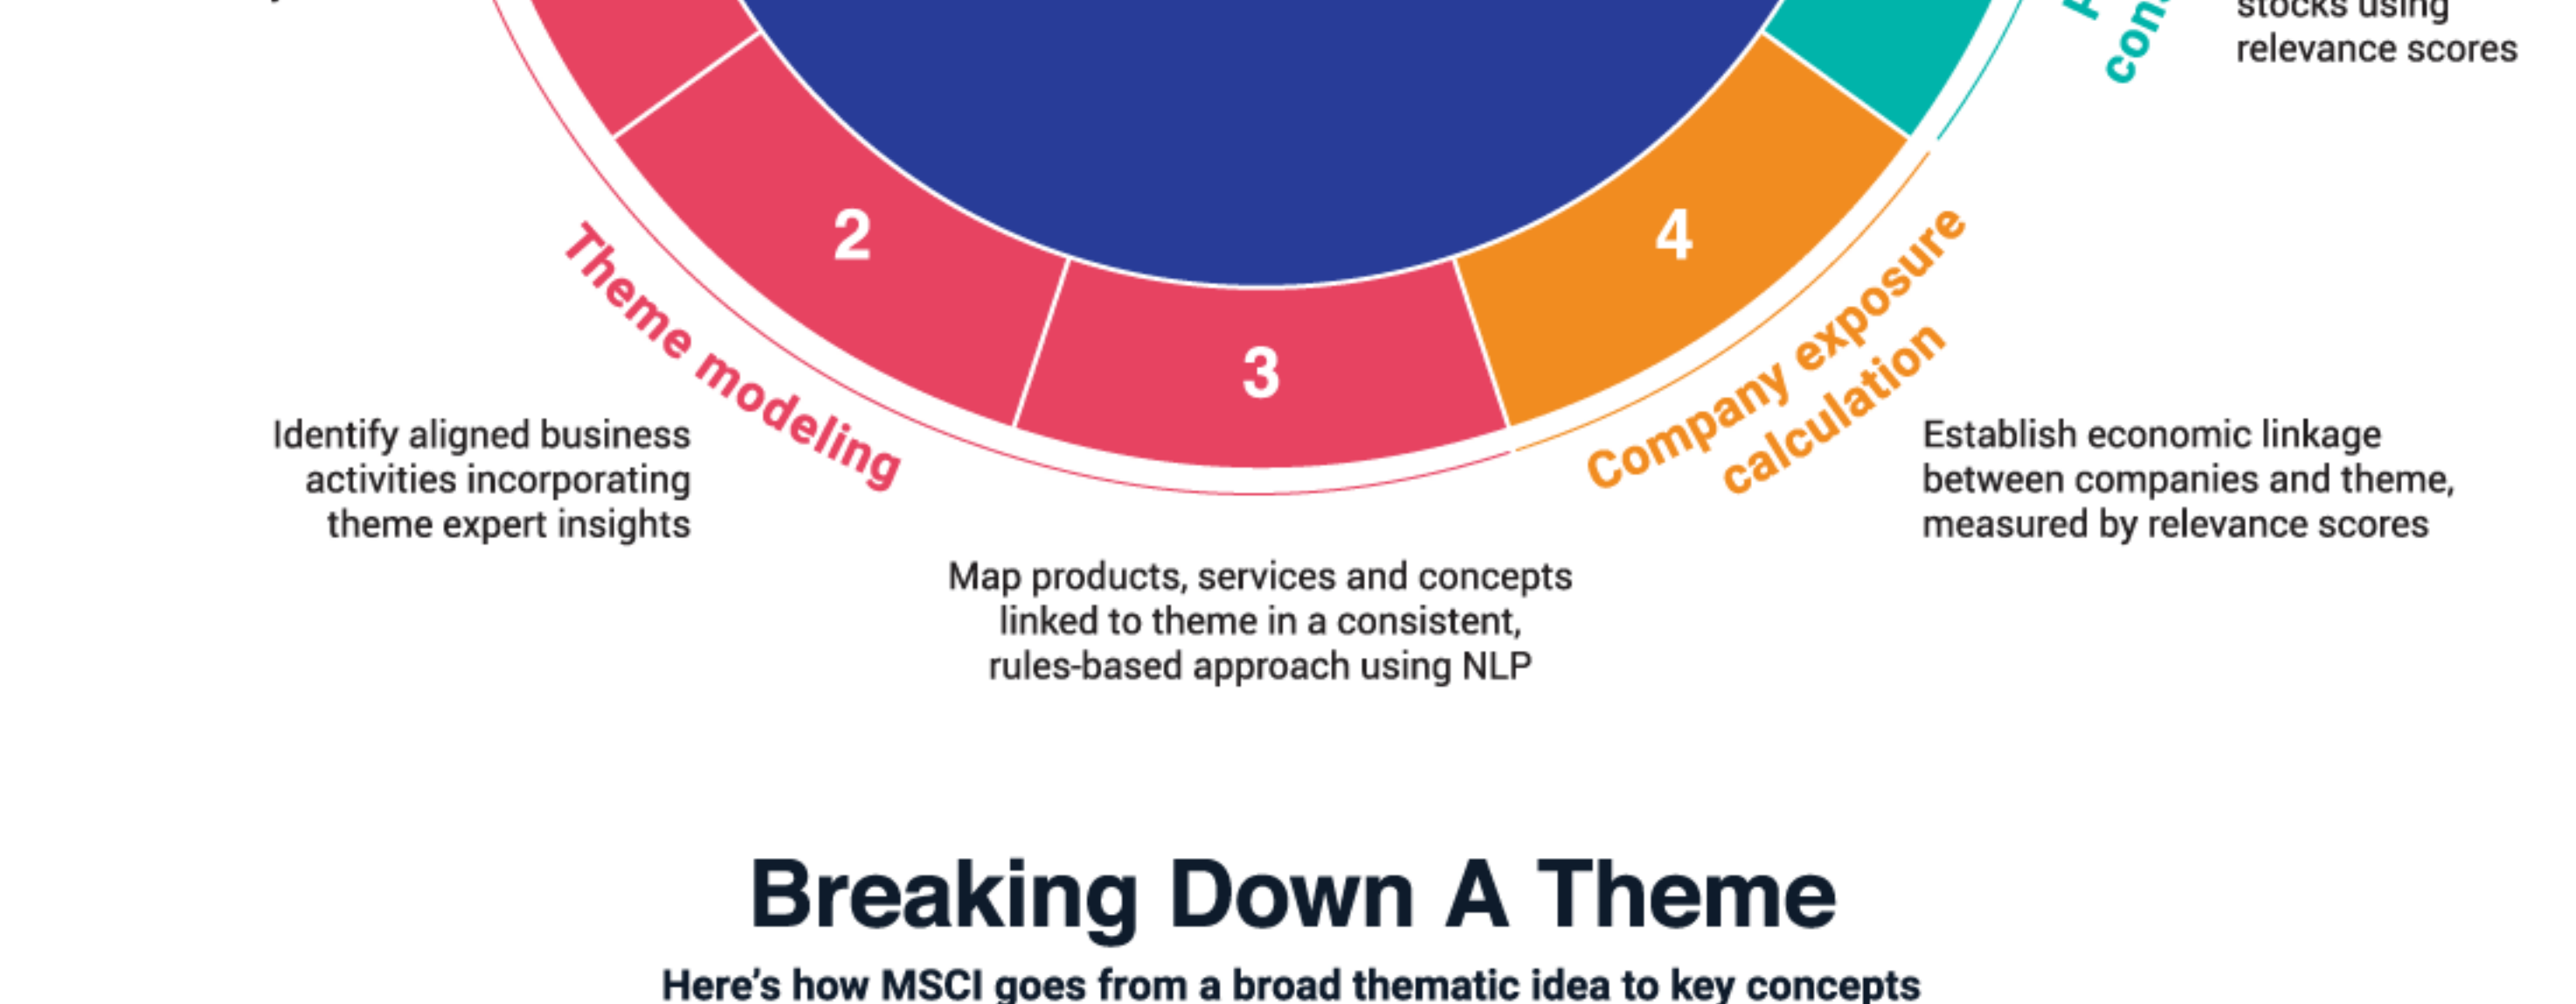 stocks using
relevance scores
2
Theme modeling
3
4
Company exposure
calculation
Identify aligned business
activities incorporating
theme expert insights
Map products, services and concepts
linked to theme in a consistent,
rules-based approach using NLP
Establish economic linkage
between companies and theme,
measured by relevance scores
Breaking Down A Theme
Here’s how MSCI goes from a broad thematic idea to key concepts